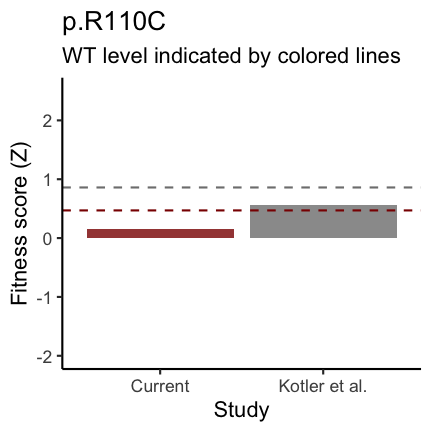 p.R110C
WT level indicated by colored lines
Fitness score (Z)
2
1
0
-1
-2
Current
Kotler et al.
Study